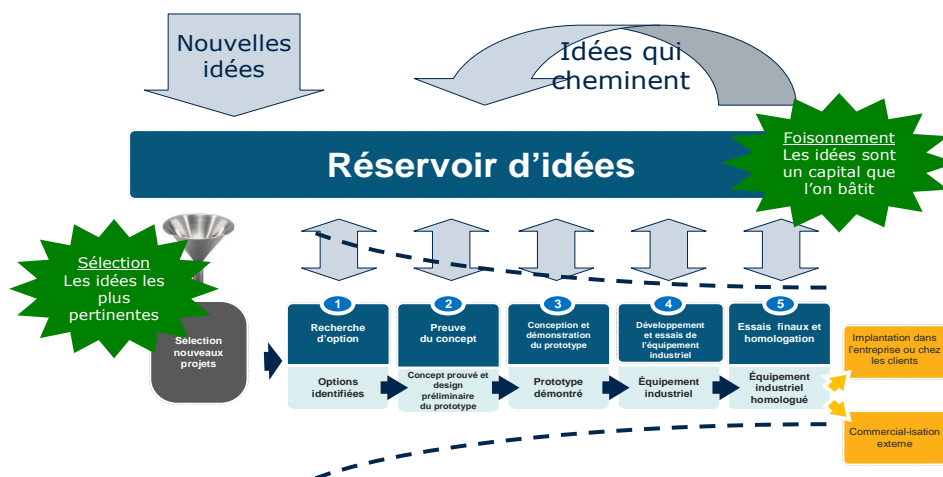 Nouvelles
idées
Idées qui
cheminent
Réservoir d'idées
Foisonnement
Les idées sont
un capital que
l'on bâtit
Sélection
Les idées les
plus
pertinentes
Sélection
nouveaux
projets
1
Recherche
d'option
Options
identifiées
2
Preuve
du concept
Concept prouvé et
design
préliminaire
du prototype
3
Conception et
démonstration
du prototype
Prototype
démontré
4
Développement
et essais de
l'équipement
industriel
Équipement
industriel
5
Essais finaux et
homologation
Équipement
industriel
homologué
Implantation dans
l'entreprise ou chez
les clients
Commercial-isation
externe